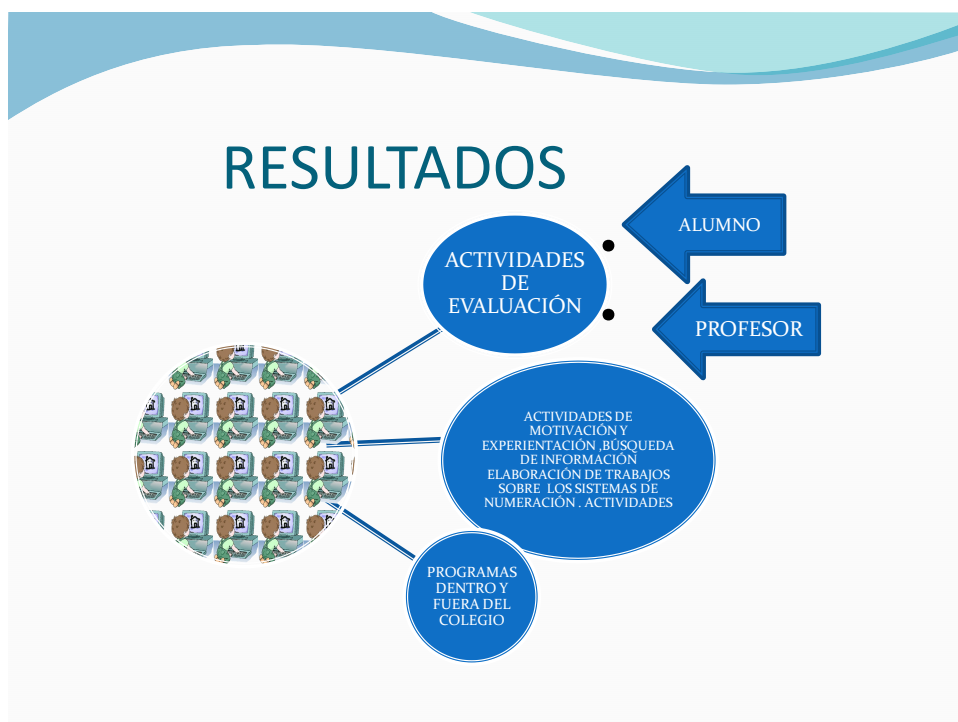 RESULTADOS
ACTIVIDADES
DE
EVALUACIÓN
ALUMNO
PROFESOR
ACTIVIDADES DE
MOTIVACIÓN Y
EXPERIENTACIÓN ,BÚSQUEDA
DE INFORMACIÓN
ELABORACIÓN DE TRABAJOS
SOBRE LOS SISTEMAS DE
NUMERACIÓN . ACTIVIDADES
PROGRAMAS
DENTRO Y
FUERA DEL
COLEGIO